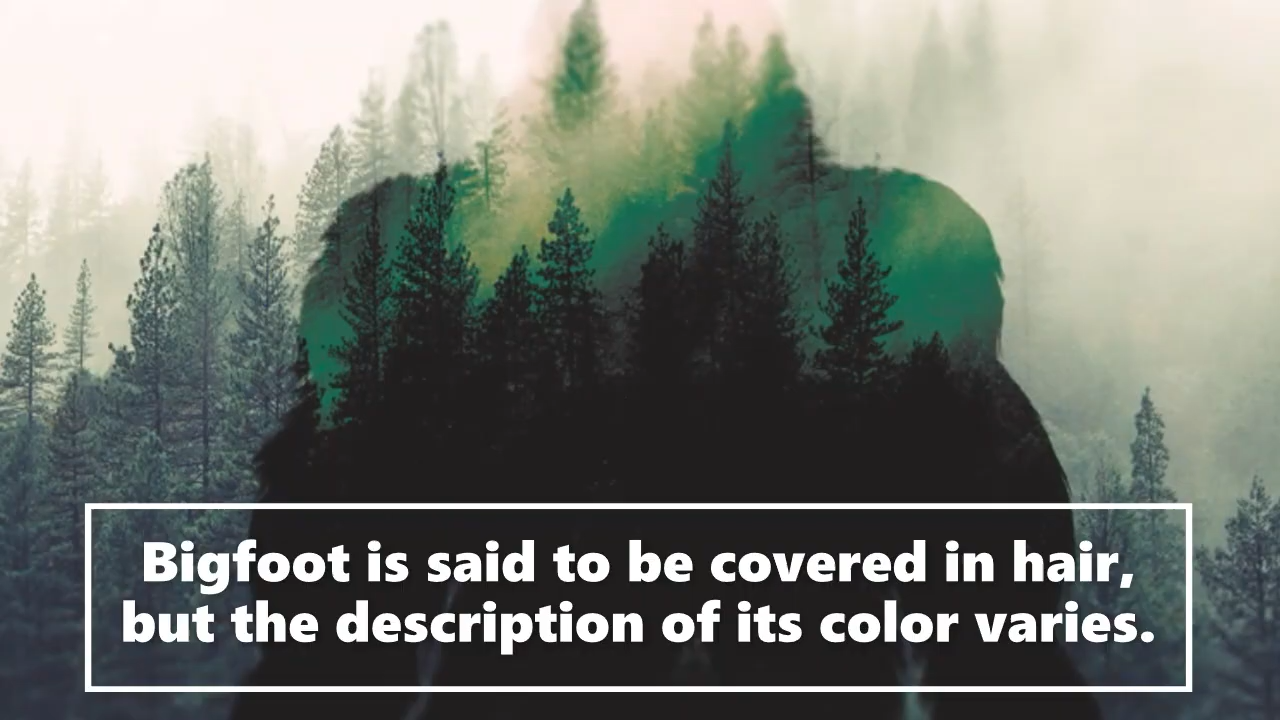 Bigfoot is said to be covered in hair,
but the description of its color varies.